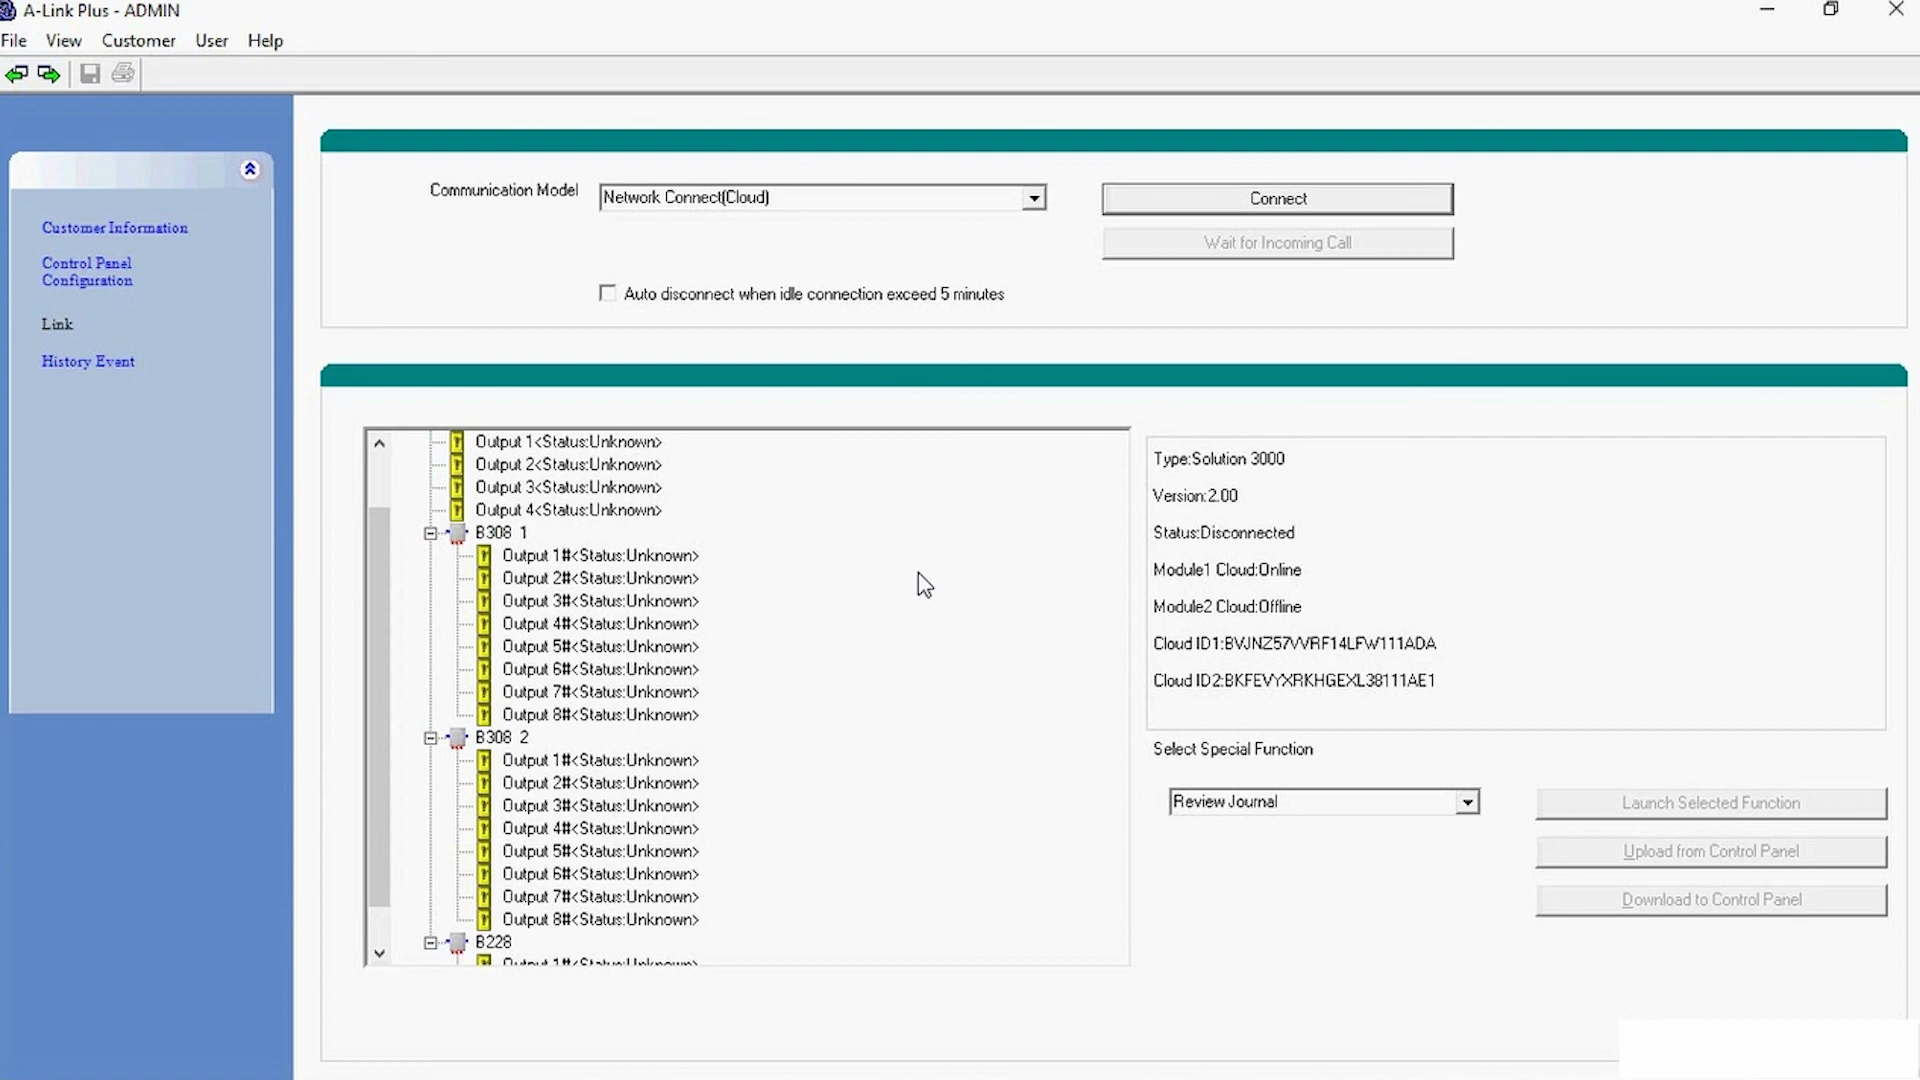 A-Link Plus - ADMIN
File View Customer User Help
Customer Information
Control Panel
Configuration
Link
History Event
Communication Model
Network Connect(Cloud)
Connect
Wait for Incoming Call
Auto disconnect when idle connection exceed 5 minutes
Output 1<Status:Unknown>
Output 2<Status:Unknown>
Output 3<Status:Unknown>
Output 4<Status:Unknown>
B308 1
Output 1#<Status:Unknown>
Output 2#<Status:Unknown>
Output 3#<Status:Unknown>
Output 4#<Status:Unknown>
Output 5#<Status:Unknown>
Output 6#<Status:Unknown>
Output 7#<Status:Unknown>
Output 8#<Status:Unknown>
B308 2
Output 1#<Status:Unknown>
Output 2#<Status:Unknown>
Output 3#<Status:Unknown>
Output 4#<Status:Unknown>
Output 5#<Status:Unknown>
Output 6#<Status:Unknown>
Output 7#<Status:Unknown>
Output 8#<Status:Unknown>
B228
Output 1#<Status:Unknown>
Type:Solution 3000
Version:2.00
Status:Disconnected
Module1 Cloud:Online
Module2 Cloud:Offline
Cloud ID1:
Cloud ID2:BKFEVYXRKHGEXL38111AE1
Select Special Function
Review Journal
Launch Selected Function
Upload from Control Panel
Download to Control Panel